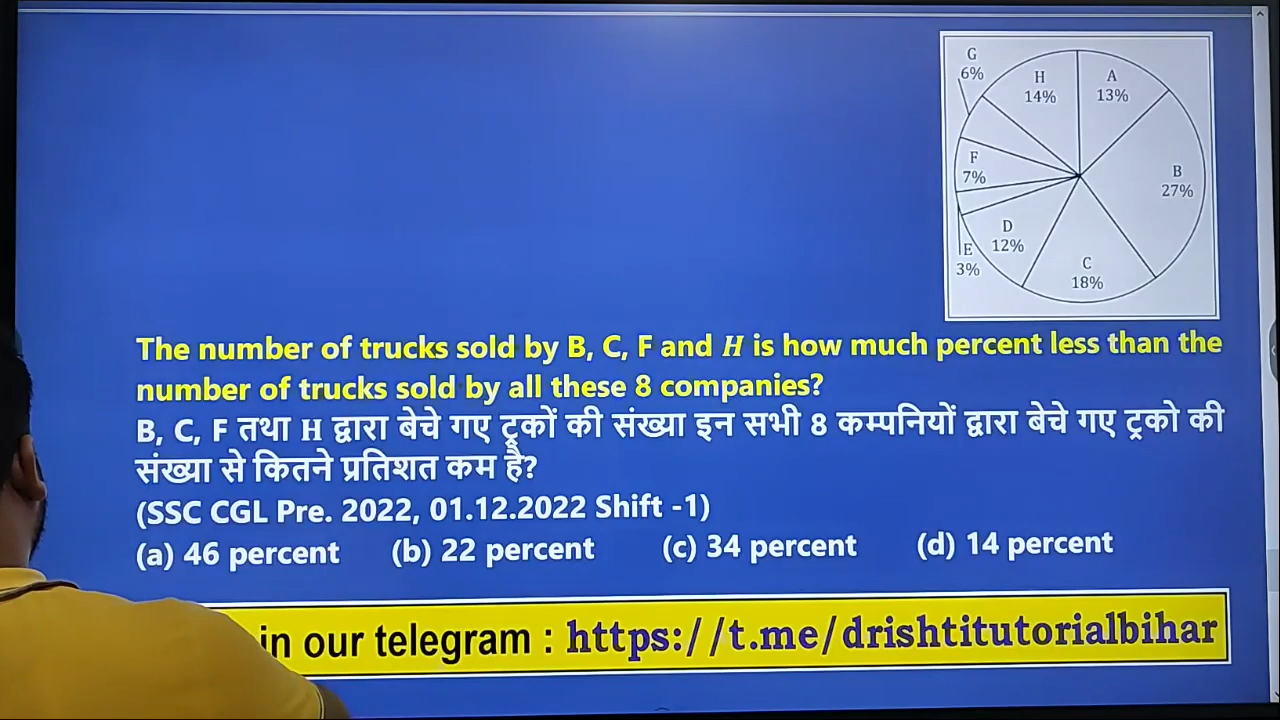 G
6%
H
14%
A
13%
F
7%
B
27%
D
12%
E
3%
C
18%
The number of trucks sold by B, C, F and H is how much percent less than the
number of trucks sold by all these 8 companies?
B, C, F तथा H द्वारा बेचे गए ट्रकों की संख्या इन सभी 8 कम्पनियों द्वारा बेचे गए ट्रको की
संख्या से कितने प्रतिशत कम है?
(SSC CGL Pre. 2022, 01.12.2022 Shift -1)
(a) 46 percent (b) 22 percent (c) 34 percent (d) 14 percent
in our telegram : https://t.me/drishtitutorialbihar